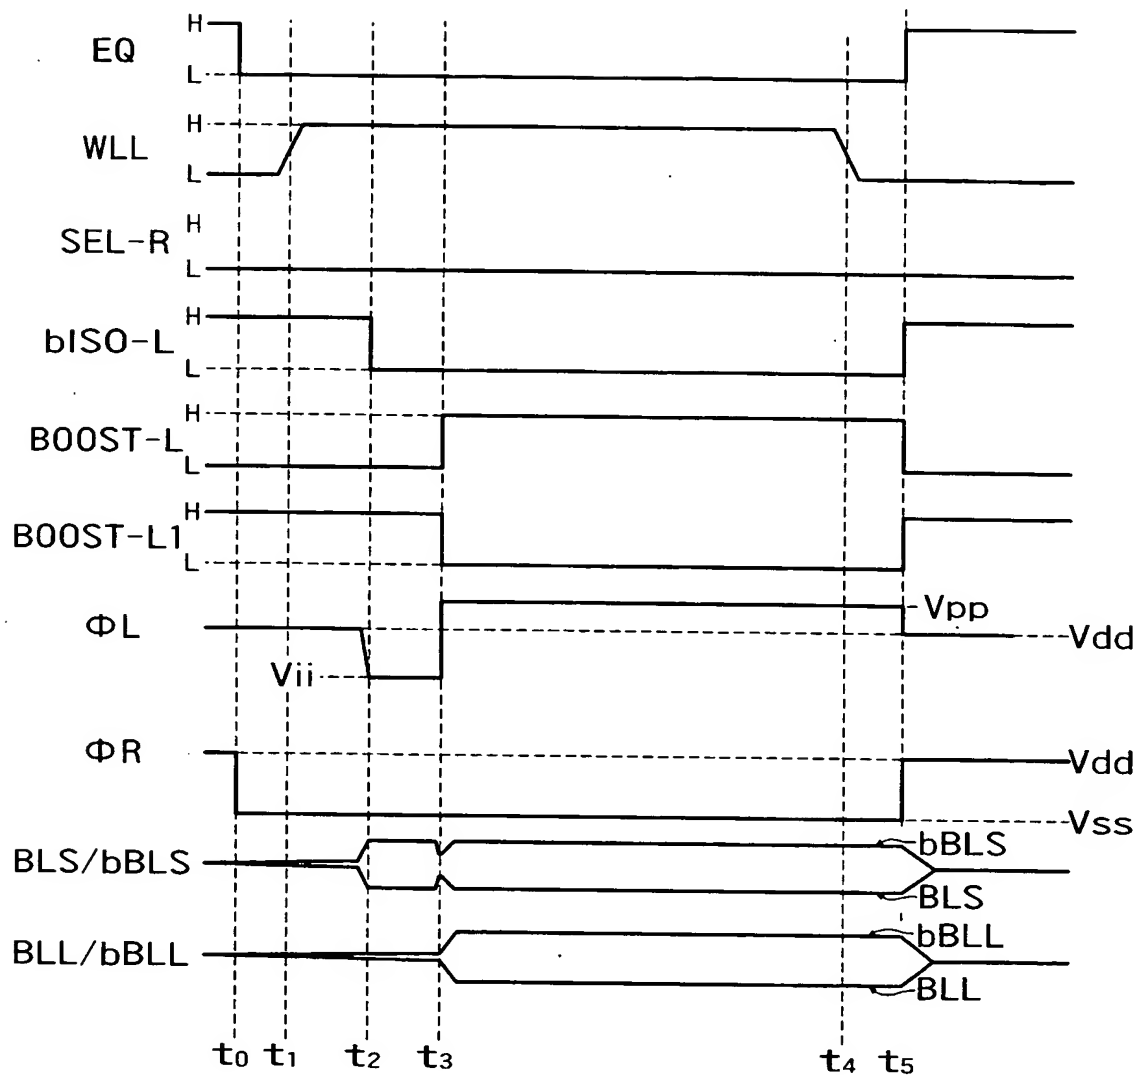 EQ
H
L
WLL
H
L
SEL-R
H
L
bISO-L
H
L
BOOST-L
H
L
BOOST-L1
H
L
ΦL
Vpp
Vdd
Vii
ΦR
Vdd
Vss
BLS/bBLS
bBLS
BLS
BLL/bBLL
bBLL
BLL
t0 t1 t2 t3 t4 t5